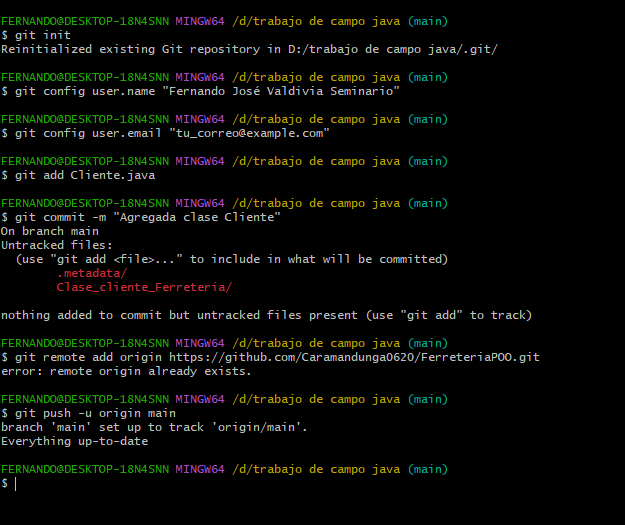 FERNANDO@DESKTOP-18N4SNN MINGW64 /d/trabajo de campo java (main)
$ git init
Reinitialized existing Git repository in D:/trabajo de campo java/.git/
FERNANDO@DESKTOP-18N4SNN MINGW64 /d/trabajo de campo java (main)
$ git config user.name "Fernando José Valdivia Seminario"
FERNANDO@DESKTOP-18N4SNN MINGW64 /d/trabajo de campo java (main)
$ git config user.email "tu_correo@example.com"
FERNANDO@DESKTOP-18N4SNN MINGW64 /d/trabajo de campo java (main)
$ git add Cliente.java
FERNANDO@DESKTOP-18N4SNN MINGW64 /d/trabajo de campo java (main)
$ git commit -m "Agregada clase Cliente"
On branch main
Untracked files:
  (use "git add <file>..." to include in what will be committed)
        .metadata/
        Clase_cliente_Ferreteria/
nothing added to commit but untracked files present (use "git add" to track)
FERNANDO@DESKTOP-18N4SNN MINGW64 /d/trabajo de campo java (main)
$ git remote add origin https://github.com/Caramandunga0620/FerreteriaPOO.git
error: remote origin already exists.
FERNANDO@DESKTOP-18N4SNN MINGW64 /d/trabajo de campo java (main)
$ git push -u origin main
branch 'main' set up to track 'origin/main'.
Everything up-to-date
FERNANDO@DESKTOP-18N4SNN MINGW64 /d/trabajo de campo java (main)
$